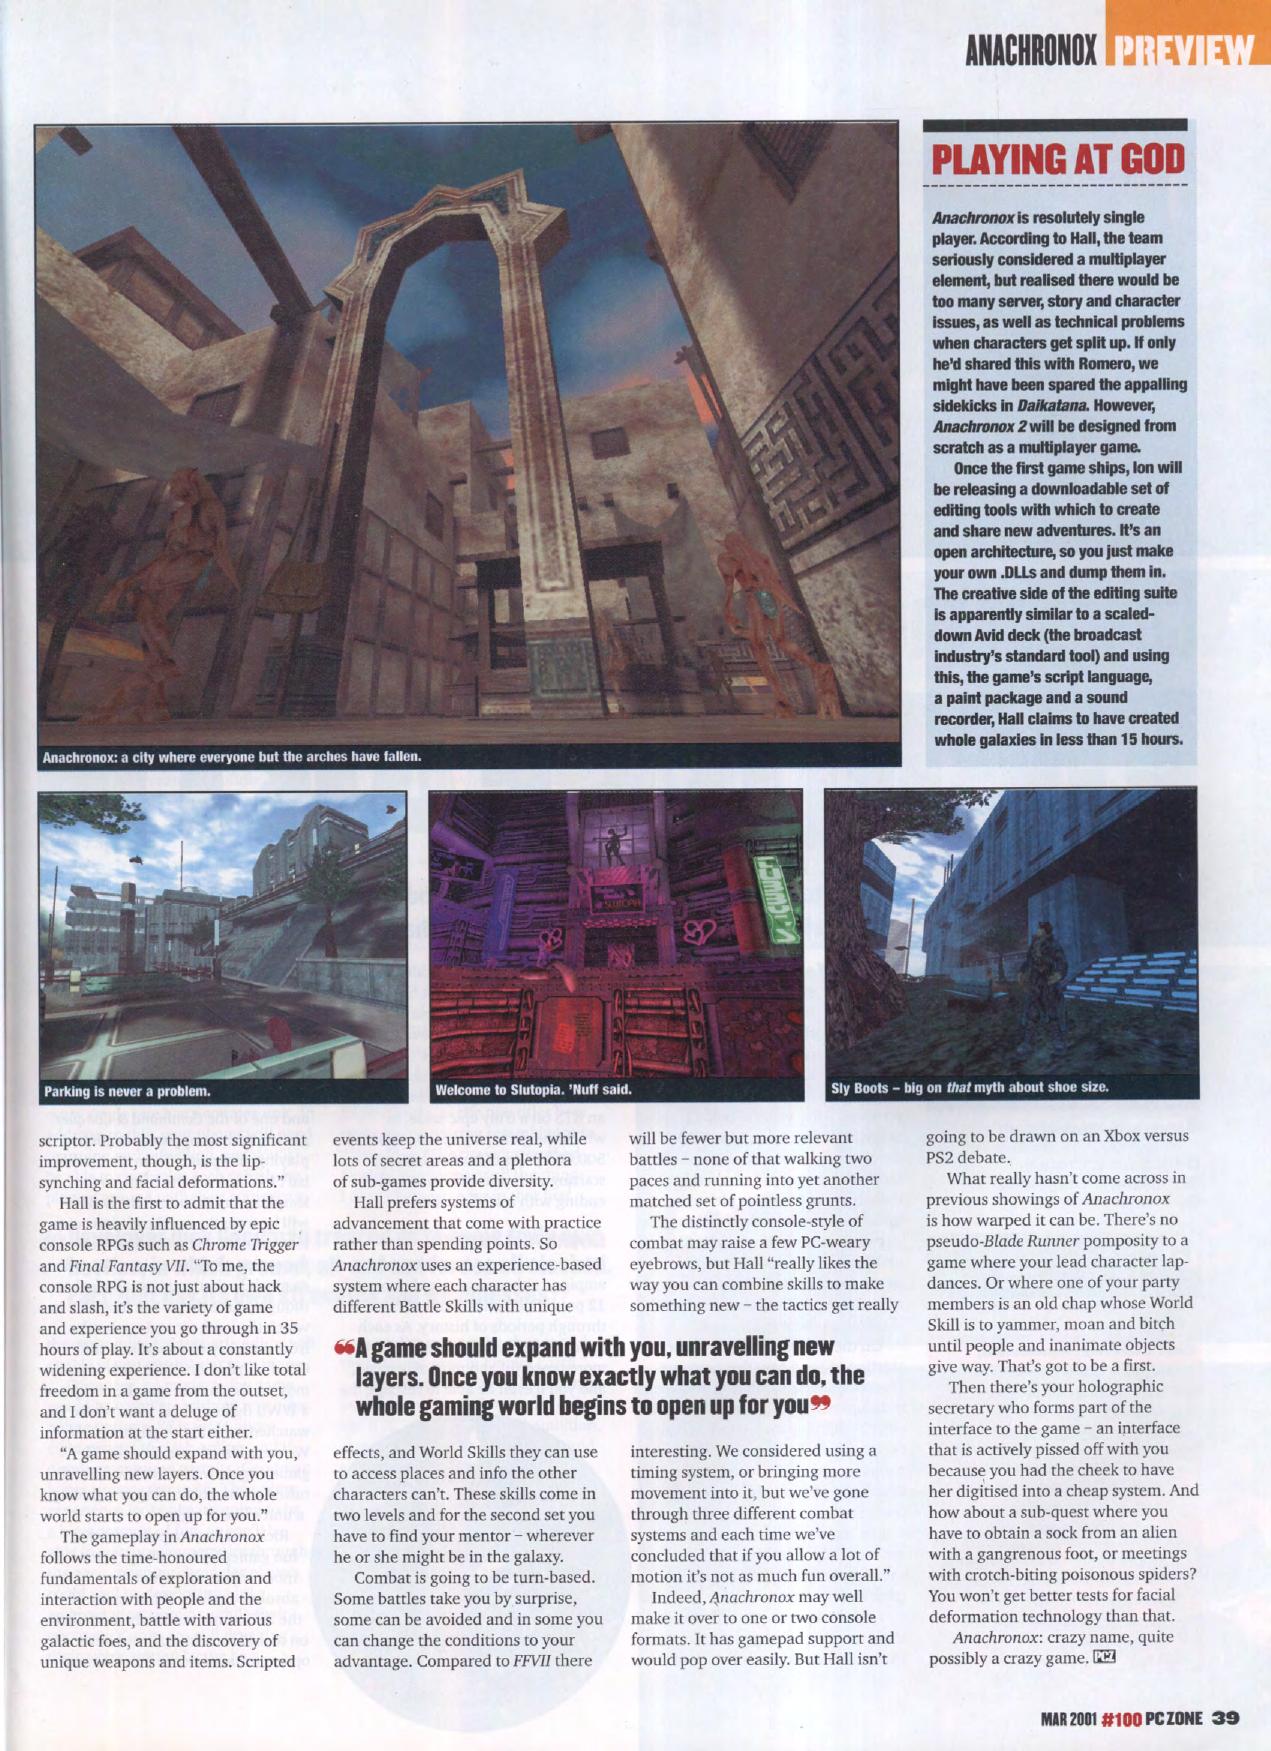 ANACHRONOX PREVIEW
Anachronox: a city where everyone but the arches have fallen.
PLAYING AT GOD
Anachronox is resolutely single
player. According to Hall, the team
seriously considered a multiplayer
element, but realised there would be
too many server, story and character
issues, as well as technical problems
when characters get split up. If only
he'd shared this with Romero, we
might have been spared the appalling
sidekicks in Daikatana. However,
Anachronox 2 will be designed from
scratch as a multiplayer game.
Once the first game ships, Ion will
be releasing a downloadable set of
editing tools with which to create
and share new adventures. It's an
open architecture, so you just make
your own .DLLs and dump them in.
The creative side of the editing suite
is apparently similar to a scaled-
down Avid deck (the broadcast
industry's standard tool) and using
this, the game's script language,
a paint package and a sound
recorder, Hall claims to have created
whole galaxies in less than 15 hours.
SLUTOPIA
Parking is never a problem.
Welcome to Slutopia. 'Nuff said.
Sly Boots – big on that myth about shoe size.
scriptor. Probably the most significant
improvement, though, is the lip-
synching and facial deformations."
Hall is the first to admit that the
game is heavily influenced by epic
console RPGs such as Chrome Trigger
and Final Fantasy VII. "To me, the
console RPG is not just about hack
and slash, it's the variety of game
and experience you go through in 35
hours of play. It's about a constantly
widening experience. I don't like total
freedom in a game from the outset,
and I don't want a deluge of
information at the start either.
"A game should expand with you,
unravelling new layers. Once you
know what you can do, the whole
world starts to open up for you."
The gameplay in Anachronox
follows the time-honoured
fundamentals of exploration and
interaction with people and the
environment, battle with various
galactic foes, and the discovery of
unique weapons and items. Scripted
events keep the universe real, while
lots of secret areas and a plethora
of sub-games provide diversity.
Hall prefers systems of
advancement that come with practice
rather than spending points. So
Anachronox uses an experience-based
system where each character has
different Battle Skills with unique
effects, and World Skills they can use
to access places and info the other
characters can't. These skills come in
two levels and for the second set you
have to find your mentor – wherever
he or she might be in the galaxy.
Combat is going to be turn-based.
Some battles take you by surprise,
some can be avoided and in some you
can change the conditions to your
advantage. Compared to FFVII there
will be fewer but more relevant
battles – none of that walking two
paces and running into yet another
matched set of pointless grunts.
The distinctly console-style of
combat may raise a few PC-weary
eyebrows, but Hall "really likes the
way you can combine skills to make
something new – the tactics get really
interesting. We considered using a
timing system, or bringing more
movement into it, but we've gone
through three different combat
systems and each time we've
concluded that if you allow a lot of
motion it's not as much fun overall."
Indeed, Anachronox may well
make it over to one or two console
formats. It has gamepad support and
would pop over easily. But Hall isn't
going to be drawn on an Xbox versus
PS2 debate.
What really hasn't come across in
previous showings of Anachronox
is how warped it can be. There's no
pseudo-Blade Runner pomposity to a
game where your lead character lap-
dances. Or where one of your party
members is an old chap whose World
Skill is to yammer, moan and bitch
until people and inanimate objects
give way. That's got to be a first.
Then there's your holographic
secretary who forms part of the
interface to the game – an interface
that is actively pissed off with you
because you had the cheek to have
her digitised into a cheap system. And
how about a sub-quest where you
have to obtain a sock from an alien
with a gangrenous foot, or meetings
with crotch-biting poisonous spiders?
You won't get better tests for facial
deformation technology than that.
Anachronox: crazy name, quite
possibly a crazy game. PCZ
“A game should expand with you, unravelling new
layers. Once you know exactly what you can do, the
whole gaming world begins to open up for you”
MAR 2001 #100 PC ZONE 39